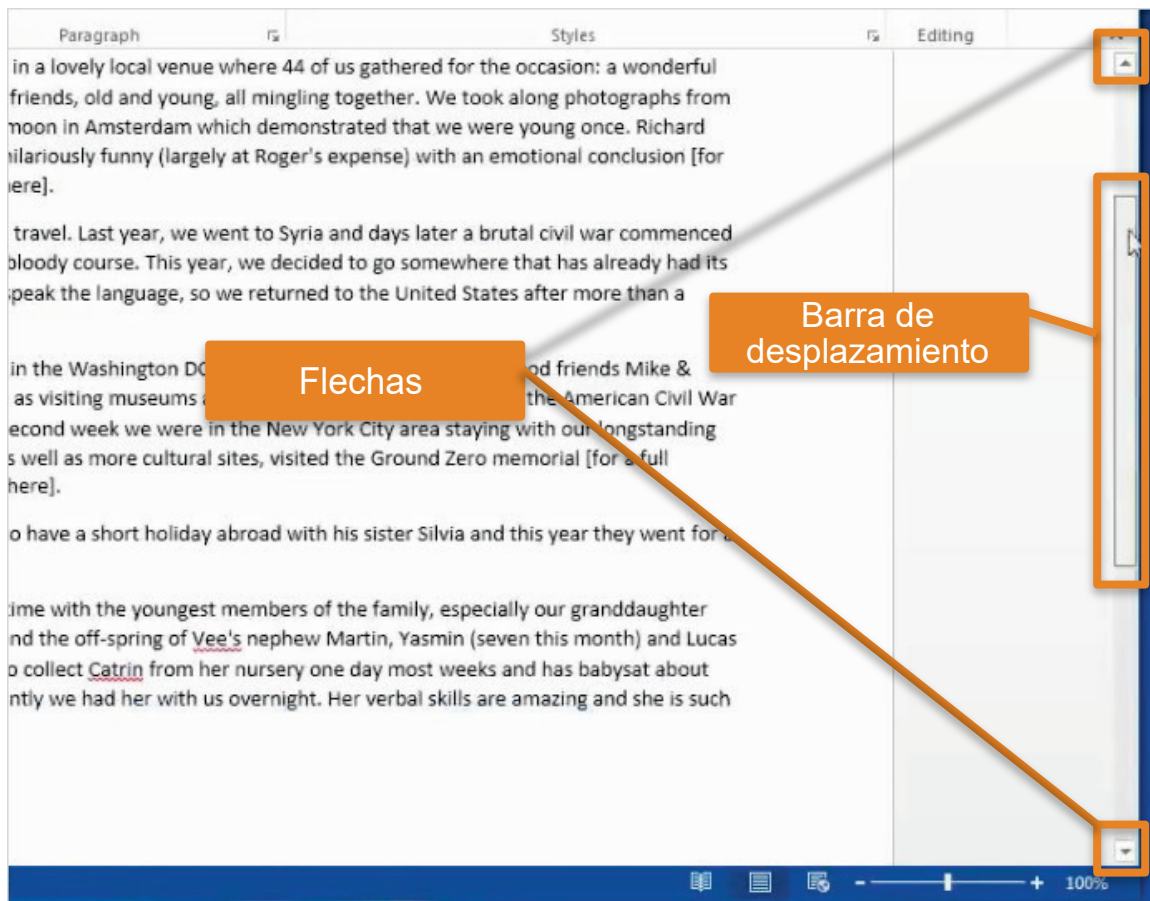 Paragraph Styles Editing
in a lovely local venue where 44 of us gathered for the occasion: a wonderful
friends, old and young, all mingling together. We took along photographs from
moon in Amsterdam which demonstrated that we were young once. Richard
hilariously funny (largely at Roger's expense) with an emotional conclusion [for
here].
travel. Last year, we went to Syria and days later a brutal civil war commenced
bloody course. This year, we decided to go somewhere that has already had its
speak the language, so we returned to the United States after more than a
Barra de
desplazamiento
in the Washington DC od friends Mike &
Flechas
as visiting museums the American Civil War
econd week we were in the New York City area staying with our longstanding
s well as more cultural sites, visited the Ground Zero memorial [for a full
here].
o have a short holiday abroad with his sister Silvia and this year they went for a
time with the youngest members of the family, especially our granddaughter
nd the off-spring of Vee's nephew Martin, Yasmin (seven this month) and Lucas
o collect Catrin from her nursery one day most weeks and has babysat about
ntly we had her with us overnight. Her verbal skills are amazing and she is such
- + 100%